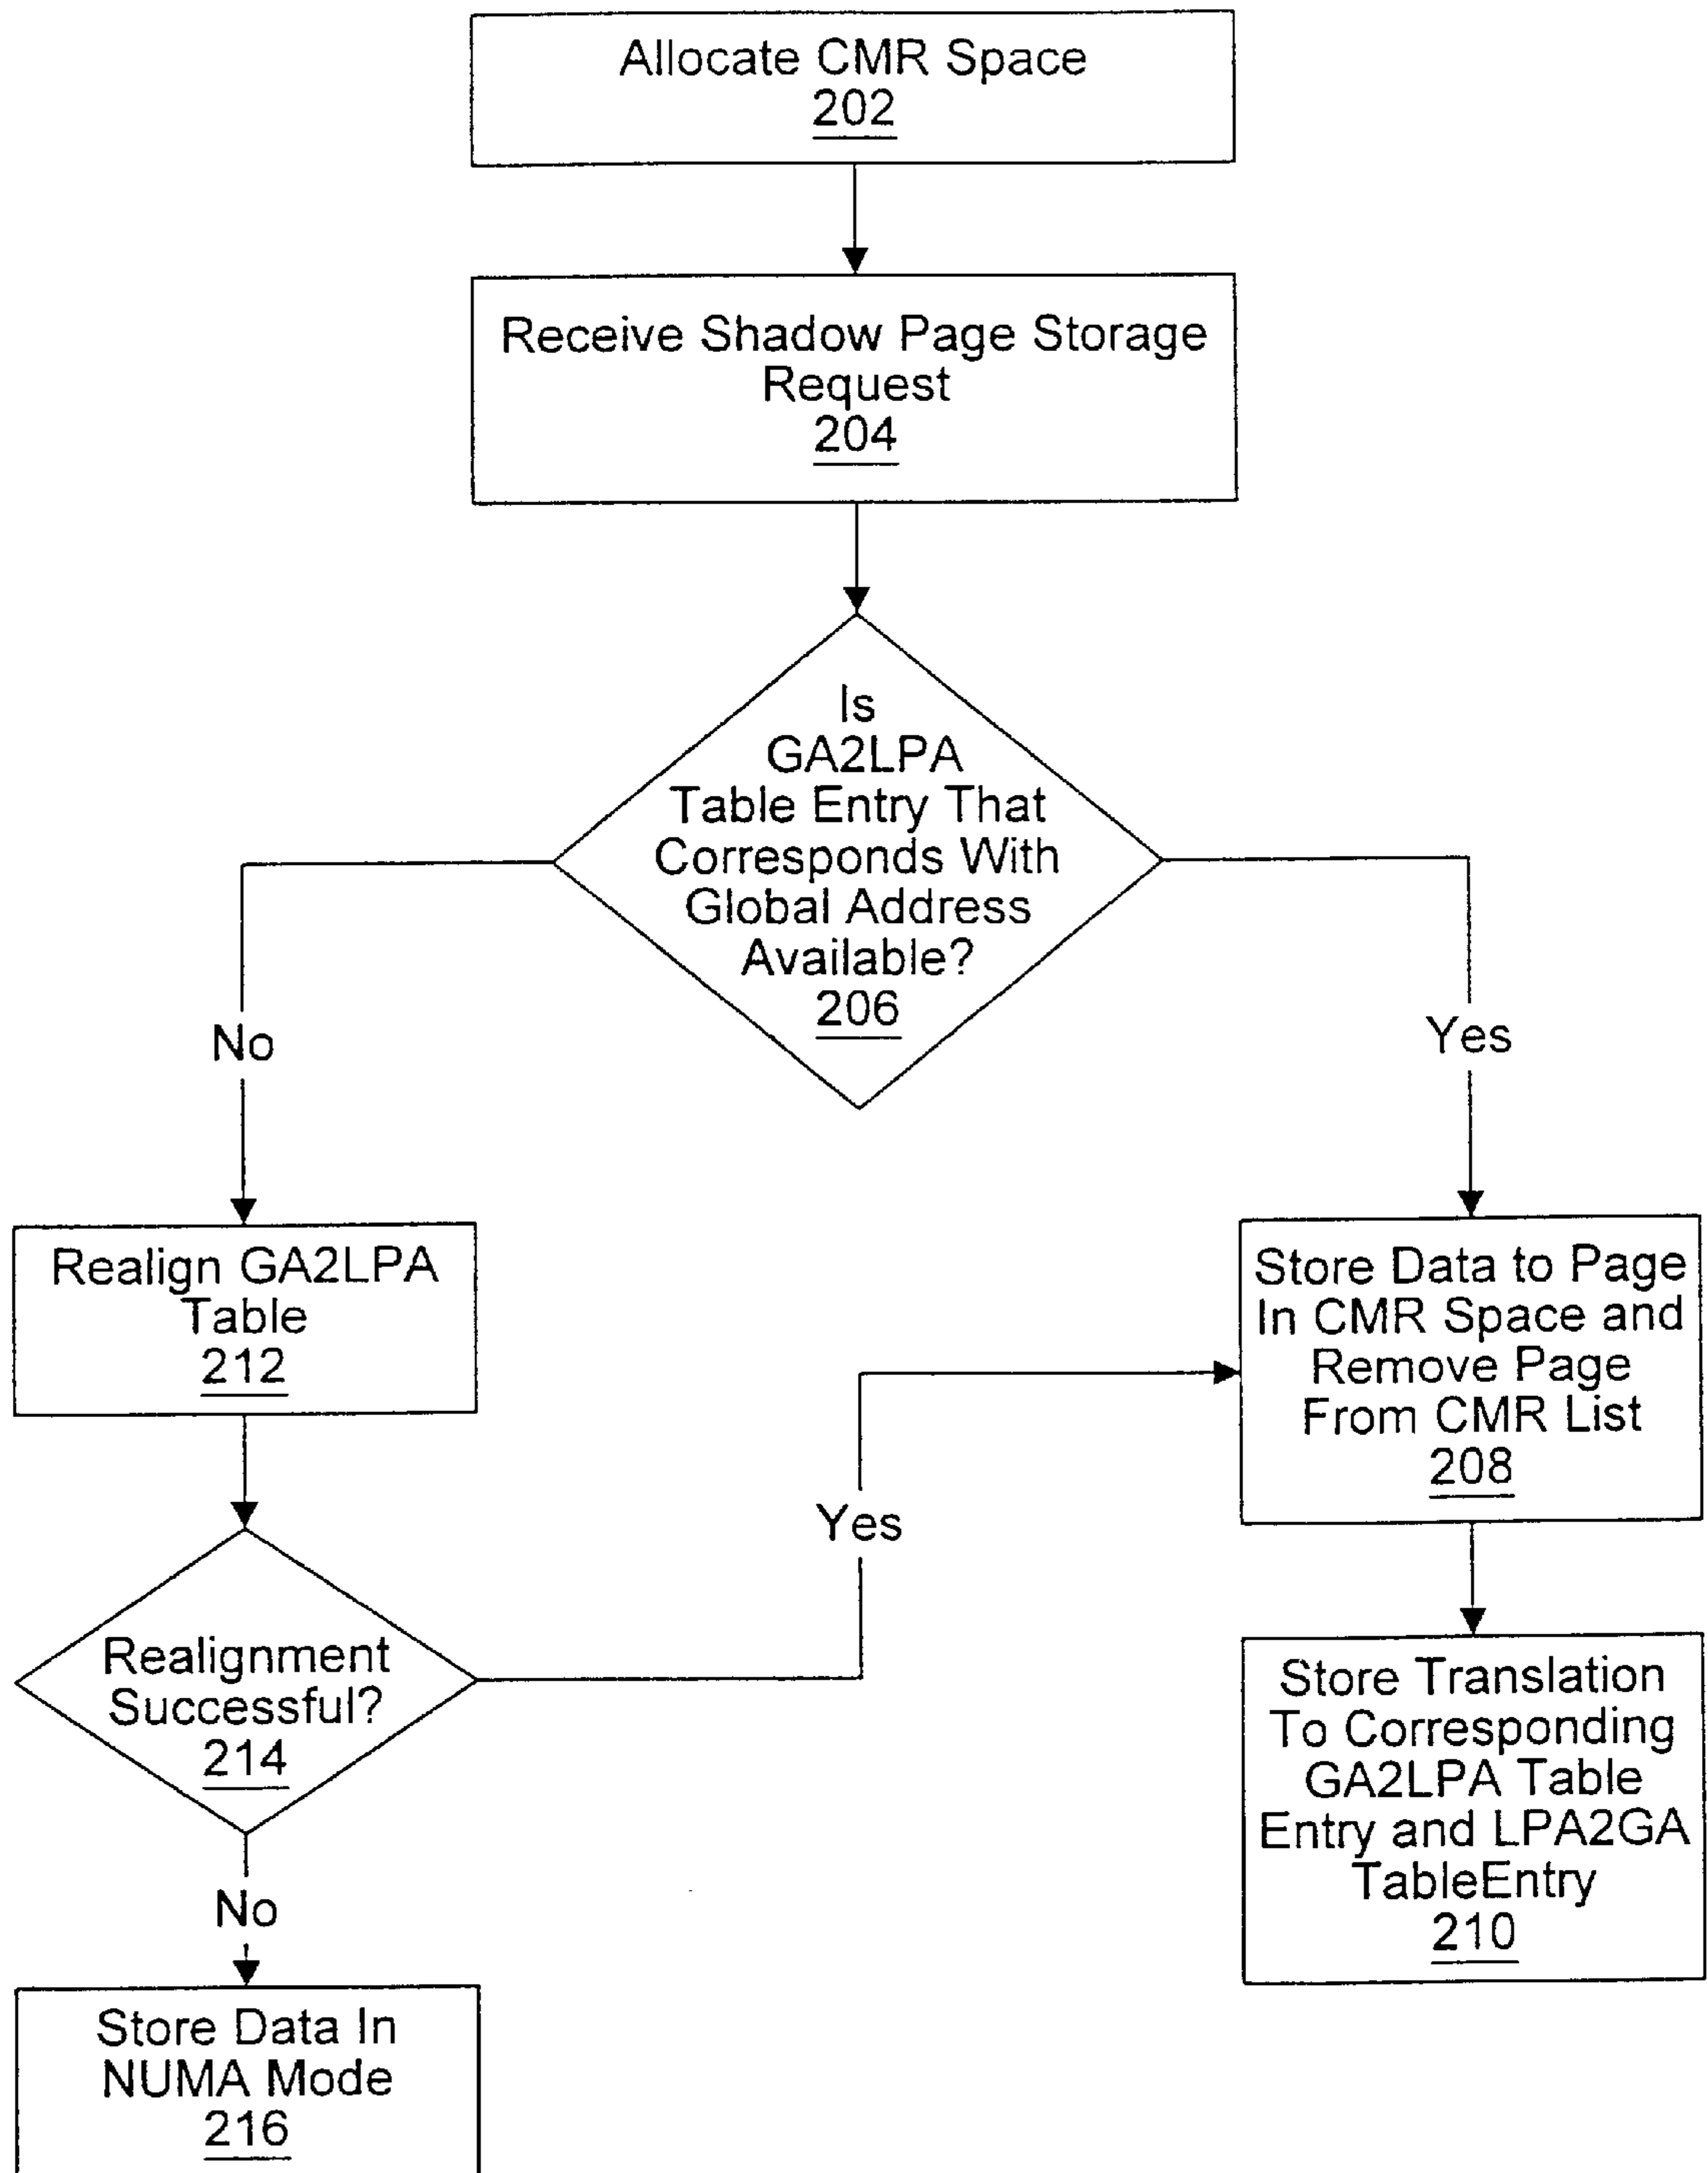 Allocate CMR Space
202
Receive Shadow Page Storage
Request
204
Is
GA2LPA
Table Entry That
Corresponds With
Global Address
Available?
206
No
Yes
Realign GA2LPA
Table
212
Store Data to Page
In CMR Space and
Remove Page
From CMR List
208
Yes
Realignment
Successful?
214
Store Translation
To Corresponding
GA2LPA Table
Entry and LPA2GA
TableEntry
210
No
Store Data In
NUMA Mode
216